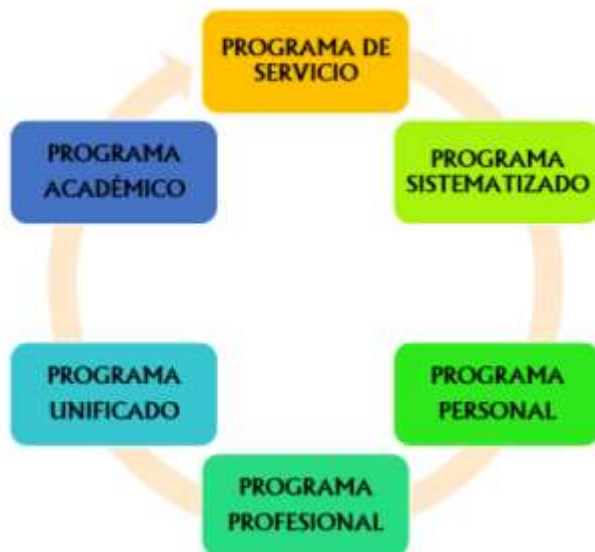 PROGRAMA DE
SERVICIO
PROGRAMA
SISTEMATIZADO
PROGRAMA
PERSONAL
PROGRAMA
PROFESIONAL
PROGRAMA
UNIFICADO
PROGRAMA
ACADÉMICO